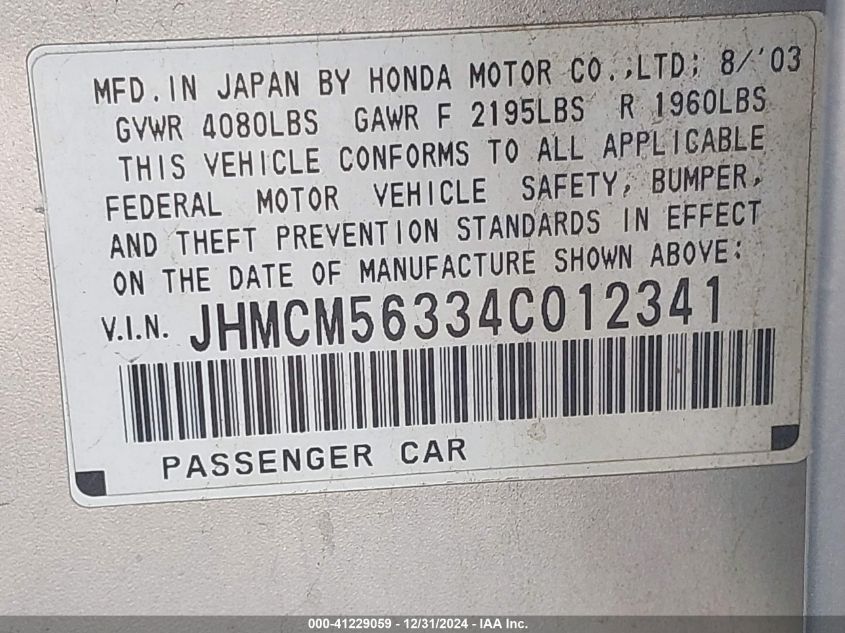 MFD. IN JAPAN BY HONDA MOTOR CO.,LTD; 8/'03
GVWR 4080LBS GAWR F 2195LBS R 1960LBS
THIS VEHICLE CONFORMS TO ALL APPLICABLE
FEDERAL MOTOR VEHICLE SAFETY, BUMPER,
AND THEFT PREVENTION STANDARDS IN EFFECT
ON THE DATE OF MANUFACTURE SHOWN ABOVE:
V.I.N. JHMCM56334C012341
PASSENGER CAR
000-41229059 - 12/31/2024 - IAA Inc.